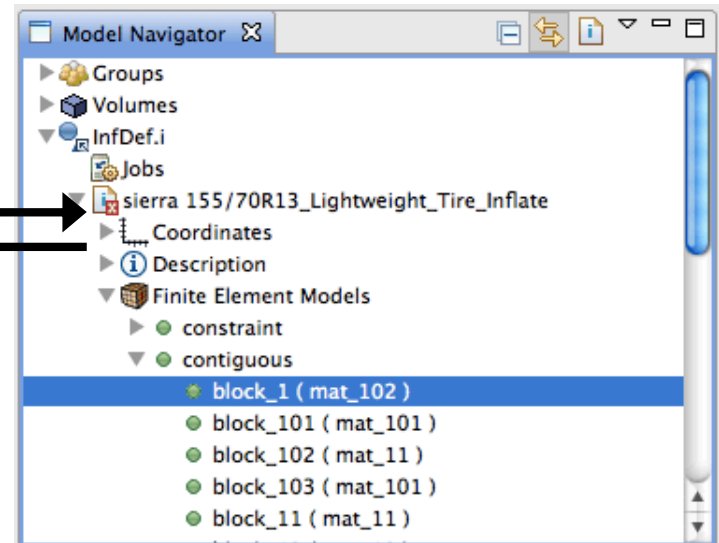 Model Navigator
Groups
Volumes
InfDef.i
Jobs
sierra 155/70R13_Lightweight_Tire_Inflate
Coordinates
Description
Finite Element Models
constraint
contiguous
block_1 ( mat_102 )
block_101 ( mat_101 )
block_102 ( mat_11 )
block_103 ( mat_101 )
block_11 ( mat_11 )